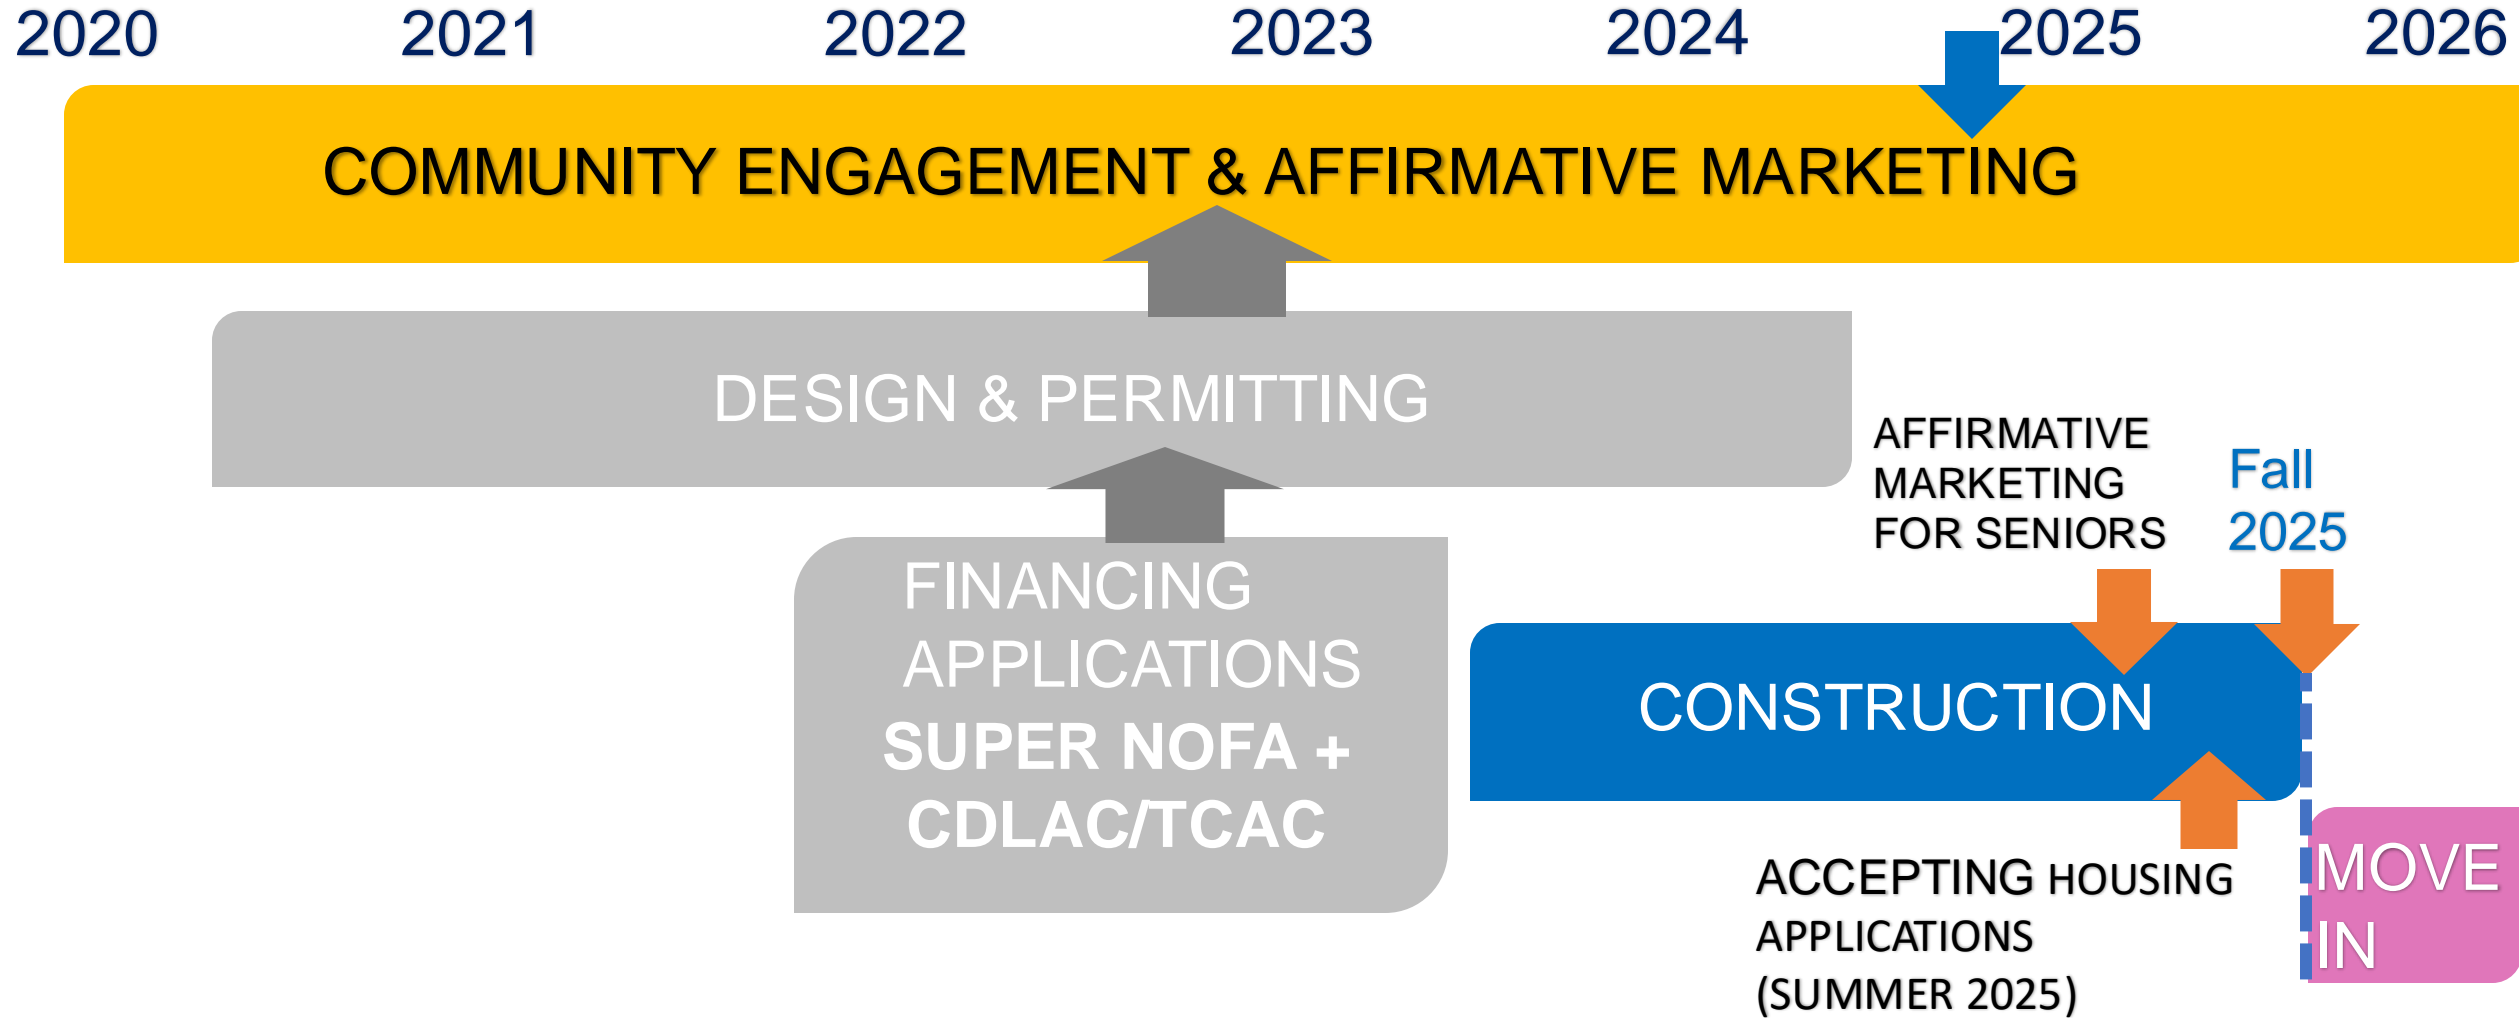 2020 2021 2022 2023 2024 2025 2026
COMMUNITY ENGAGEMENT & AFFIRMATIVE MARKETING
DESIGN & PERMITTING
AFFIRMATIVE
MARKETING
FOR SENIORS
Fall
2025
FINANCING
APPLICATIONS
SUPER NOFA +
CDLAC/TCAC
CONSTRUCTION
ACCEPTING HOUSING
APPLICATIONS
(SUMMER 2025)
MOVE
IN